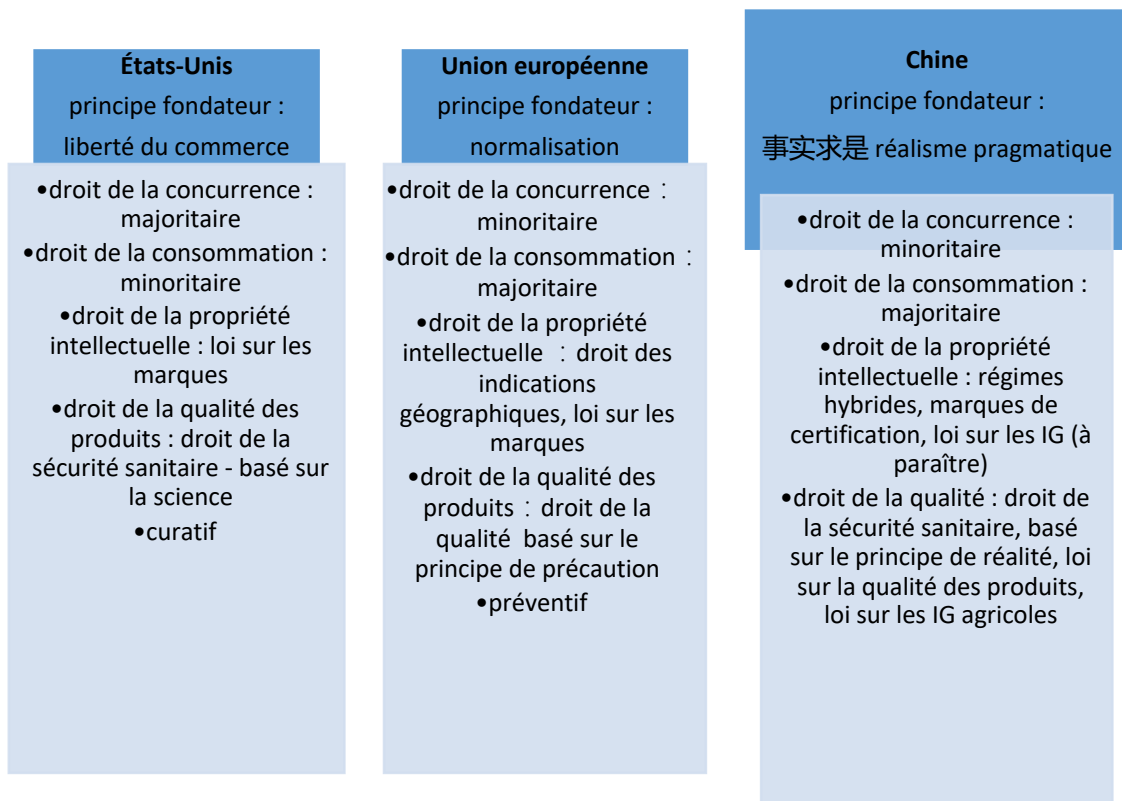 États-Unis
principe fondateur :
liberté du commerce
•droit de la concurrence :
majoritaire
•droit de la consommation :
minoritaire
•droit de la propriété
intellectuelle : loi sur les
marques
•droit de la qualité des
produits : droit de la
sécurité sanitaire - basé sur
la science
•curatif
Union européenne
principe fondateur :
normalisation
•droit de la concurrence：
minoritaire
•droit de la consommation：
majoritaire
•droit de la propriété
intellectuelle ：droit des
indications
géographiques, loi sur les
marques
•droit de la qualité des
produits：droit de la
qualité basé sur le
principe de précaution
•préventif
Chine
principe fondateur :
事实求是 réalisme pragmatique
•droit de la concurrence :
minoritaire
•droit de la consommation :
majoritaire
•droit de la propriété
intellectuelle : régimes
hybrides, marques de
certification, loi sur les IG (à
paraître)
•droit de la qualité : droit de
la sécurité sanitaire, basé
sur le principe de réalité, loi
sur la qualité des produits,
loi sur les IG agricoles